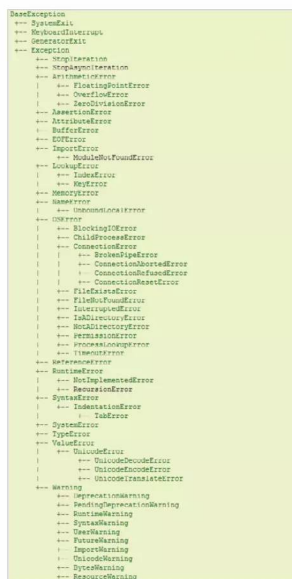 BaseException
 +-- SystemExit
 +-- KeyboardInterrupt
 +-- GeneratorExit
 +-- Exception
      +-- StopIteration
      +-- StopAsyncIteration
      +-- ArithmeticError
      |    +-- FloatingPointError
      |    +-- OverflowError
      |    +-- ZeroDivisionError
      +-- AssertionError
      +-- AttributeError
      +-- BufferError
      +-- EOFError
      +-- ImportError
           +-- ModuleNotFoundError
      +-- LookupError
      |    +-- IndexError
      |    +-- KeyError
      +-- MemoryError
      +-- NameError
      |    +-- UnboundLocalError
      +-- OSError
      |    +-- BlockingIOError
      |    +-- ChildProcessError
      |    +-- ConnectionError
      |    |    +-- BrokenPipeError
      |    |    +-- ConnectionAbortedError
      |    |    +-- ConnectionRefusedError
      |    |    +-- ConnectionResetError
      |    +-- FileExistsError
      |    +-- FileNotFoundError
      |    +-- InterruptedError
      |    +-- IsADirectoryError
      |    +-- NotADirectoryError
      |    +-- PermissionError
      |    +-- ProcessLookupError
      |    +-- TimeoutError
      +-- ReferenceError
      +-- RuntimeError
      |    +-- NotImplementedError
      |    +-- RecursionError
      +-- SyntaxError
      |    +-- IndentationError
      |         +-- TabError
      +-- SystemError
      +-- TypeError
      +-- ValueError
      |    +-- UnicodeError
      |         +-- UnicodeDecodeError
      |         +-- UnicodeEncodeError
      |         +-- UnicodeTranslateError
      +-- Warning
           +-- DeprecationWarning
           +-- PendingDeprecationWarning
           +-- RuntimeWarning
           +-- SyntaxWarning
           +-- UserWarning
           +-- FutureWarning
           +-- ImportWarning
           +-- UnicodeWarning
           +-- BytesWarning
           +-- ResourceWarning